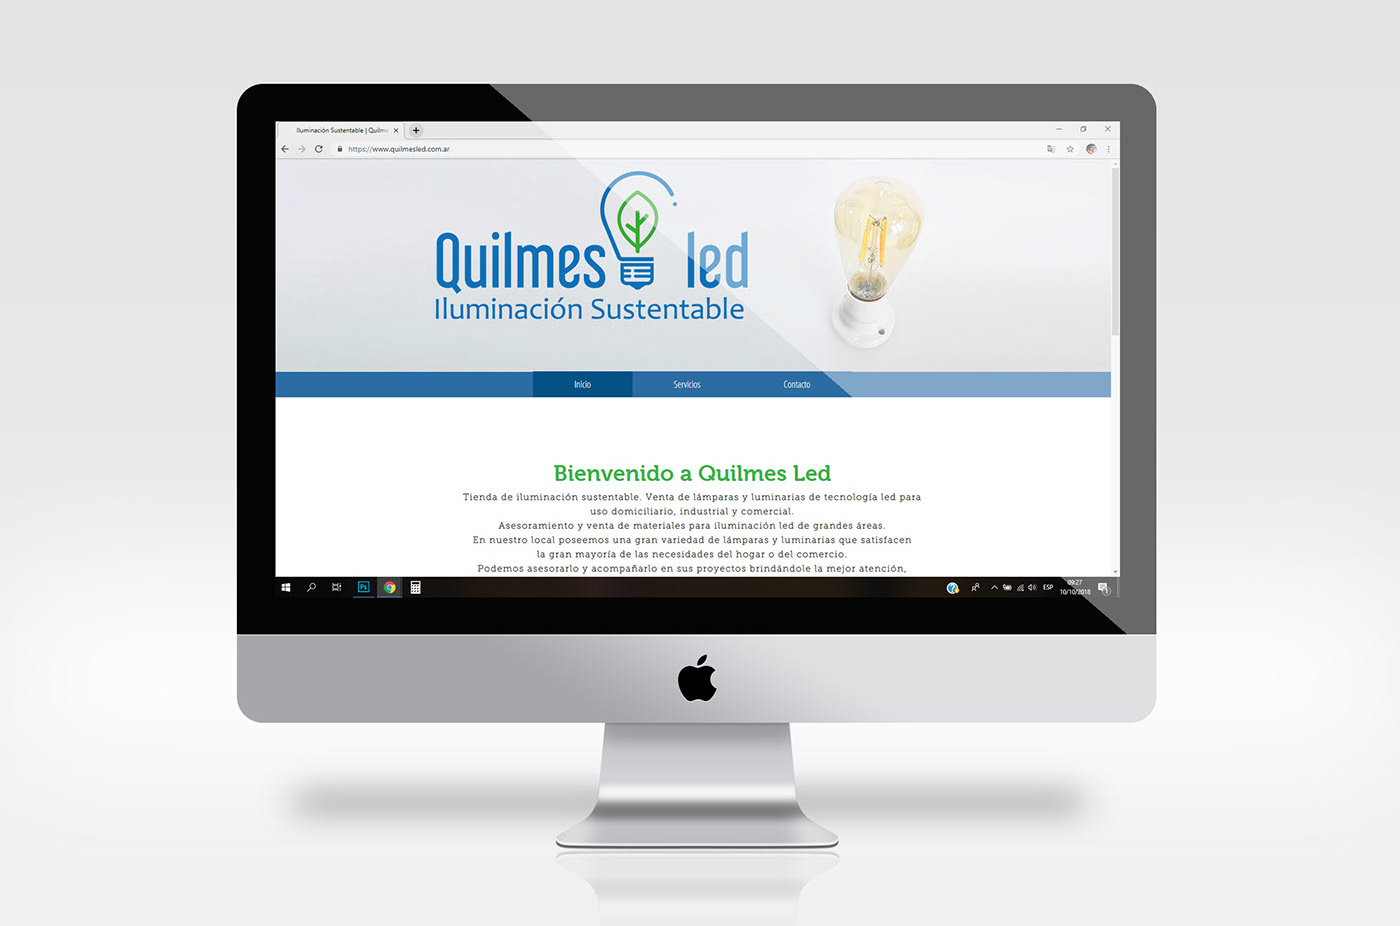 Iluminación Sustentable | Quilme
https://www.quilmesled.com.ar
Quilmes led
Iluminación Sustentable
Inicio Servicios Contacto
Bienvenido a Quilmes Led
Tienda de iluminación sustentable. Venta de lámparas y luminarias de tecnología led para
uso domiciliario, industrial y comercial.
Asesoramiento y venta de materiales para iluminación led de grandes áreas.
En nuestro local poseemos una gran variedad de lámparas y luminarias que satisfacen
la gran mayoría de las necesidades del hogar o del comercio.
Podemos asesorarlo y acompañarlo en sus proyectos brindándole la mejor atención,
Ps
ESP
09:27
10/10/2018
1